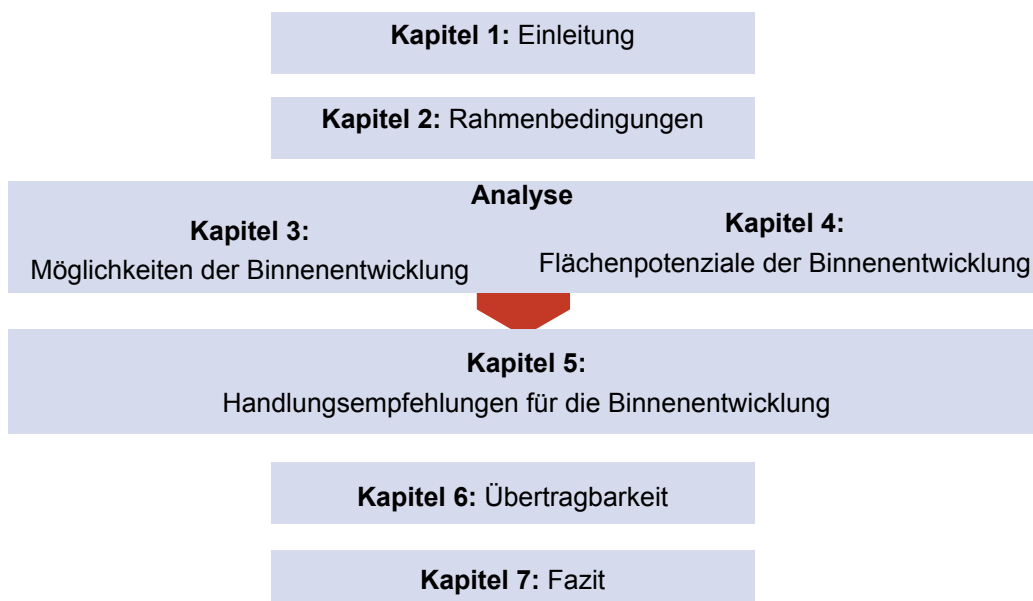 Kapitel 1: Einleitung
Kapitel 2: Rahmenbedingungen
Analyse
Kapitel 3:
Möglichkeiten der Binnenentwicklung
Kapitel 4:
Flächenpotenziale der Binnenentwicklung
Kapitel 5:
Handlungsempfehlungen für die Binnenentwicklung
Kapitel 6: Übertragbarkeit
Kapitel 7: Fazit